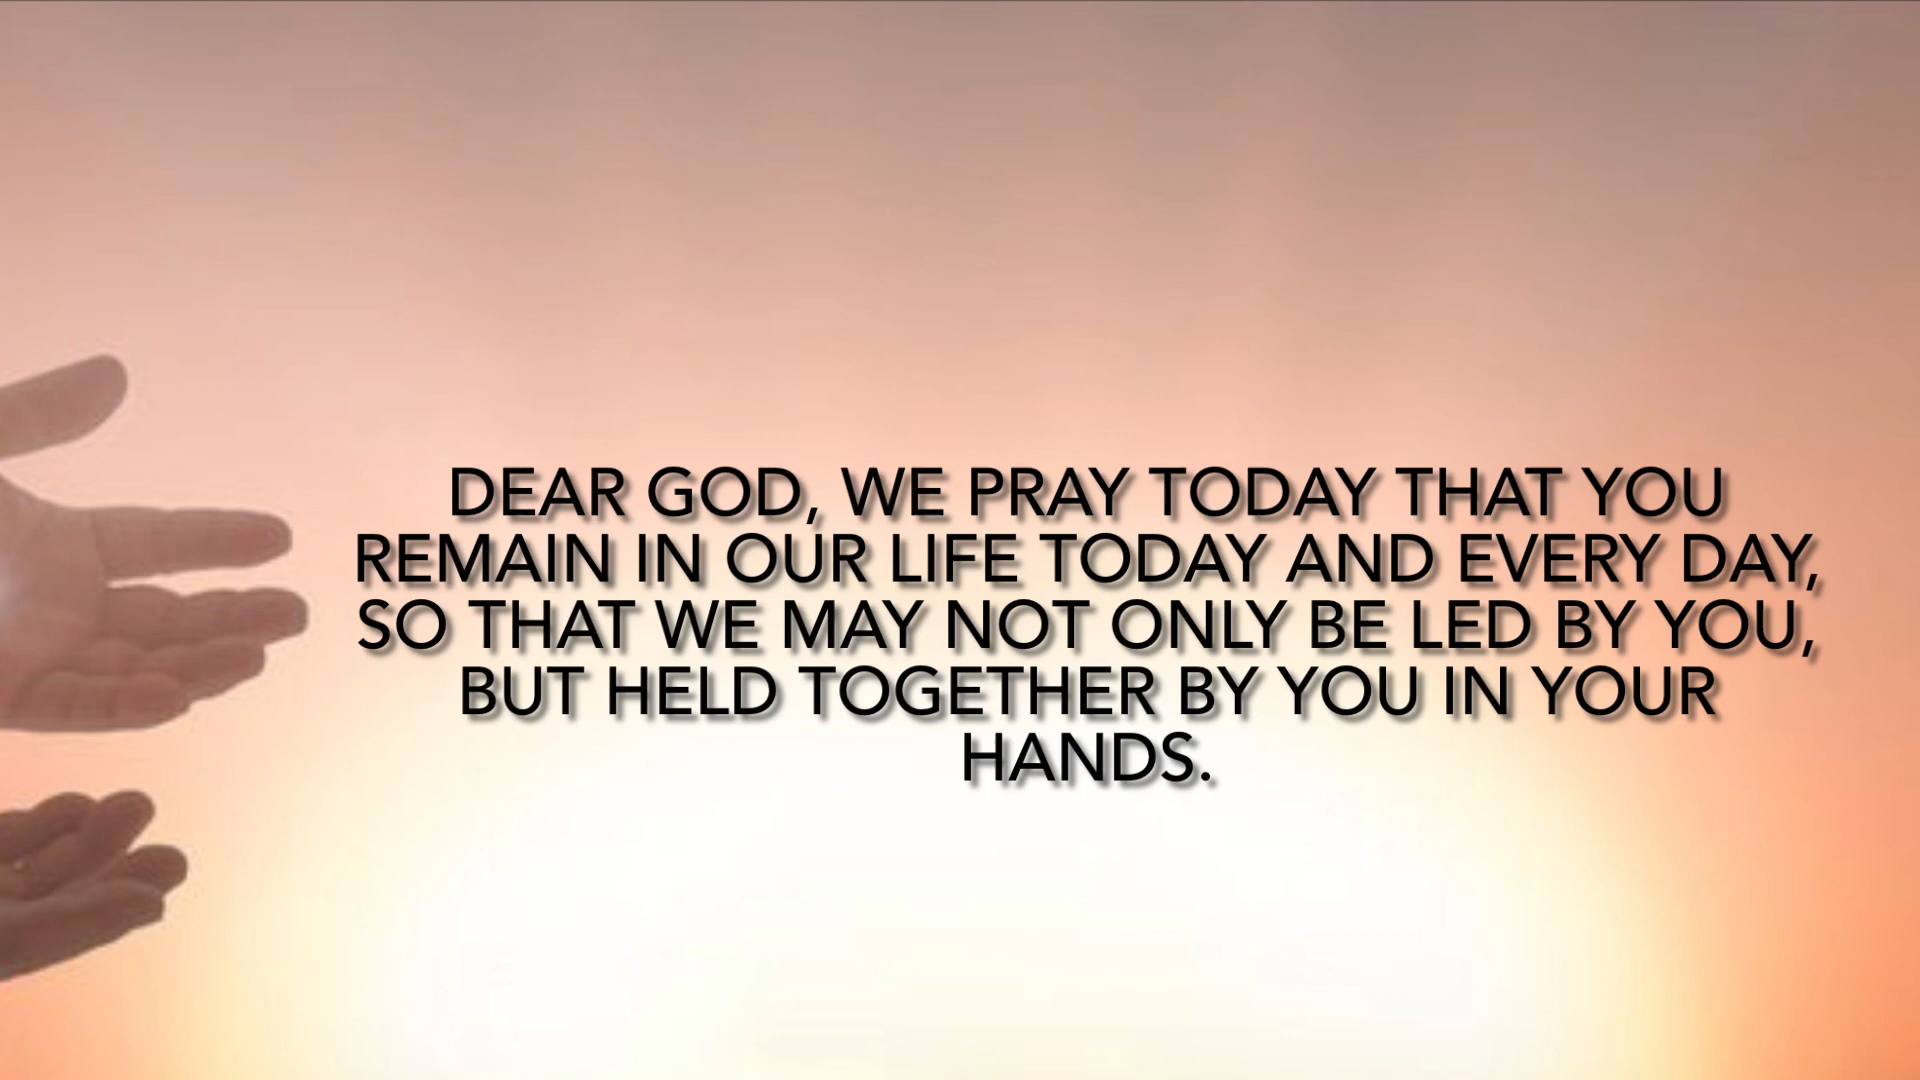 DEAR GOD, WE PRAY TODAY THAT YOU
REMAIN IN OUR LIFE TODAY AND EVERY DAY,
SO THAT WE MAY NOT ONLY BE LED BY YOU,
BUT HELD TOGETHER BY YOU IN YOUR
HANDS.